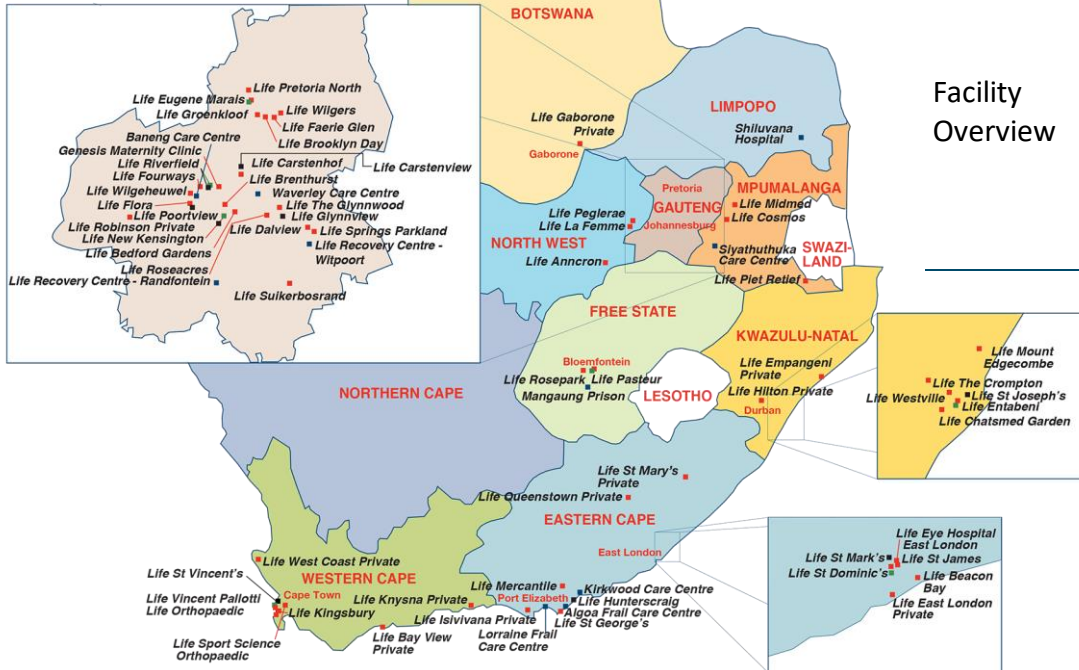 Facility
Overview
BOTSWANA
Life Gaborone
Private
Gaborone
LIMPOPO
Shiluvana
Hospital
Life Pretoria North
Life Eugene Marais
Life Groenkloof
Life Wilgers
Life Faerie Glen
Life Brooklyn Day
Baneng Care Centre
Genesis Maternity Clinic
Life Riverfield
Life Fourways
Life Wilgeheuwel
Life Flora
Life Poortview
Life Robinson Private
Life New Kensington
Life Bedford Gardens
Life Roseacres
Life Recovery Centre - Randfontein
Life Carstenhof
Life Carstenview
Life Brenthurst
Waverley Care Centre
Life The Glynnwood
Life Glynnview
Life Dalview
Life Springs Parkland
Life Recovery Centre -
Witpoort
Life Suikerbosrand
NORTH WEST
Life Peglerae
Life La Femme
Life Anncron
Pretoria
GAUTENG
Johannesburg
MPUMALANGA
Life Midmed
Life Cosmos
Siyathuthuka
Care Centre
Life Piet Retief
SWAZI-
LAND
FREE STATE
Bloemfontein
Life Rosepark
Life Pasteur
Mangaung Prison
LESOTHO
KWAZULU-NATAL
Life Empangeni
Private
Life Hilton Private
Durban
Life Mount
Edgecombe
Life The Crompton
Life Westville
Life St Joseph's
Life Entabeni
Life Chatsmed Garden
NORTHERN CAPE
EASTERN CAPE
Life St Mary's
Private
Life Queenstown Private
East London
Life Mercantile
Port Elizabeth
Kirkwood Care Centre
Life Hunterscraig
Algoa Frail Care Centre
Life St George's
Life Isivivana Private
Lorraine Frail
Care Centre
Life Eye Hospital
East London
Life St Mark's
Life St James
Life St Dominic's
Life Beacon
Bay
Life East London
Private
WESTERN CAPE
Life West Coast Private
Life St Vincent's
Cape Town
Life Vincent Pallotti
Life Orthopaedic
Life Kingsbury
Life Sport Science
Orthopaedic
Life Knysna Private
Life Bay View
Private